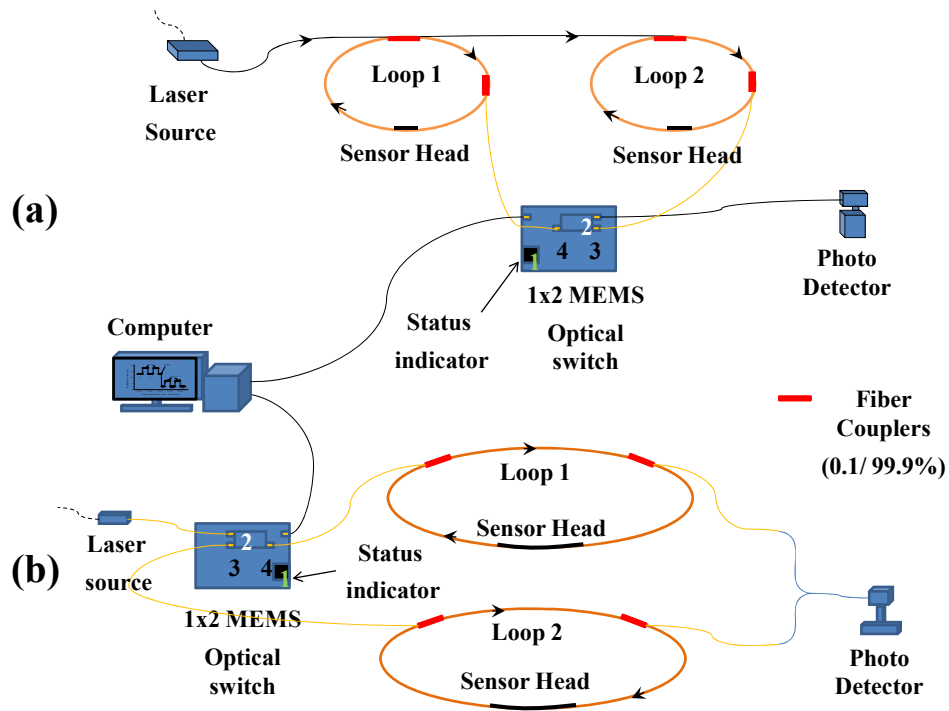 Laser
Source
Loop 1
Sensor Head
Loop 2
Sensor Head
(a)
2
4 3
1
1x2 MEMS
Optical
switch
Status
indicator
Photo
Detector
Computer
Fiber
Couplers
(0.1/ 99.9%)
Loop 1
Sensor Head
Laser
source
(b)
2
3 4
1
Status
indicator
1x2 MEMS
Optical
switch
Loop 2
Sensor Head
Photo
Detector